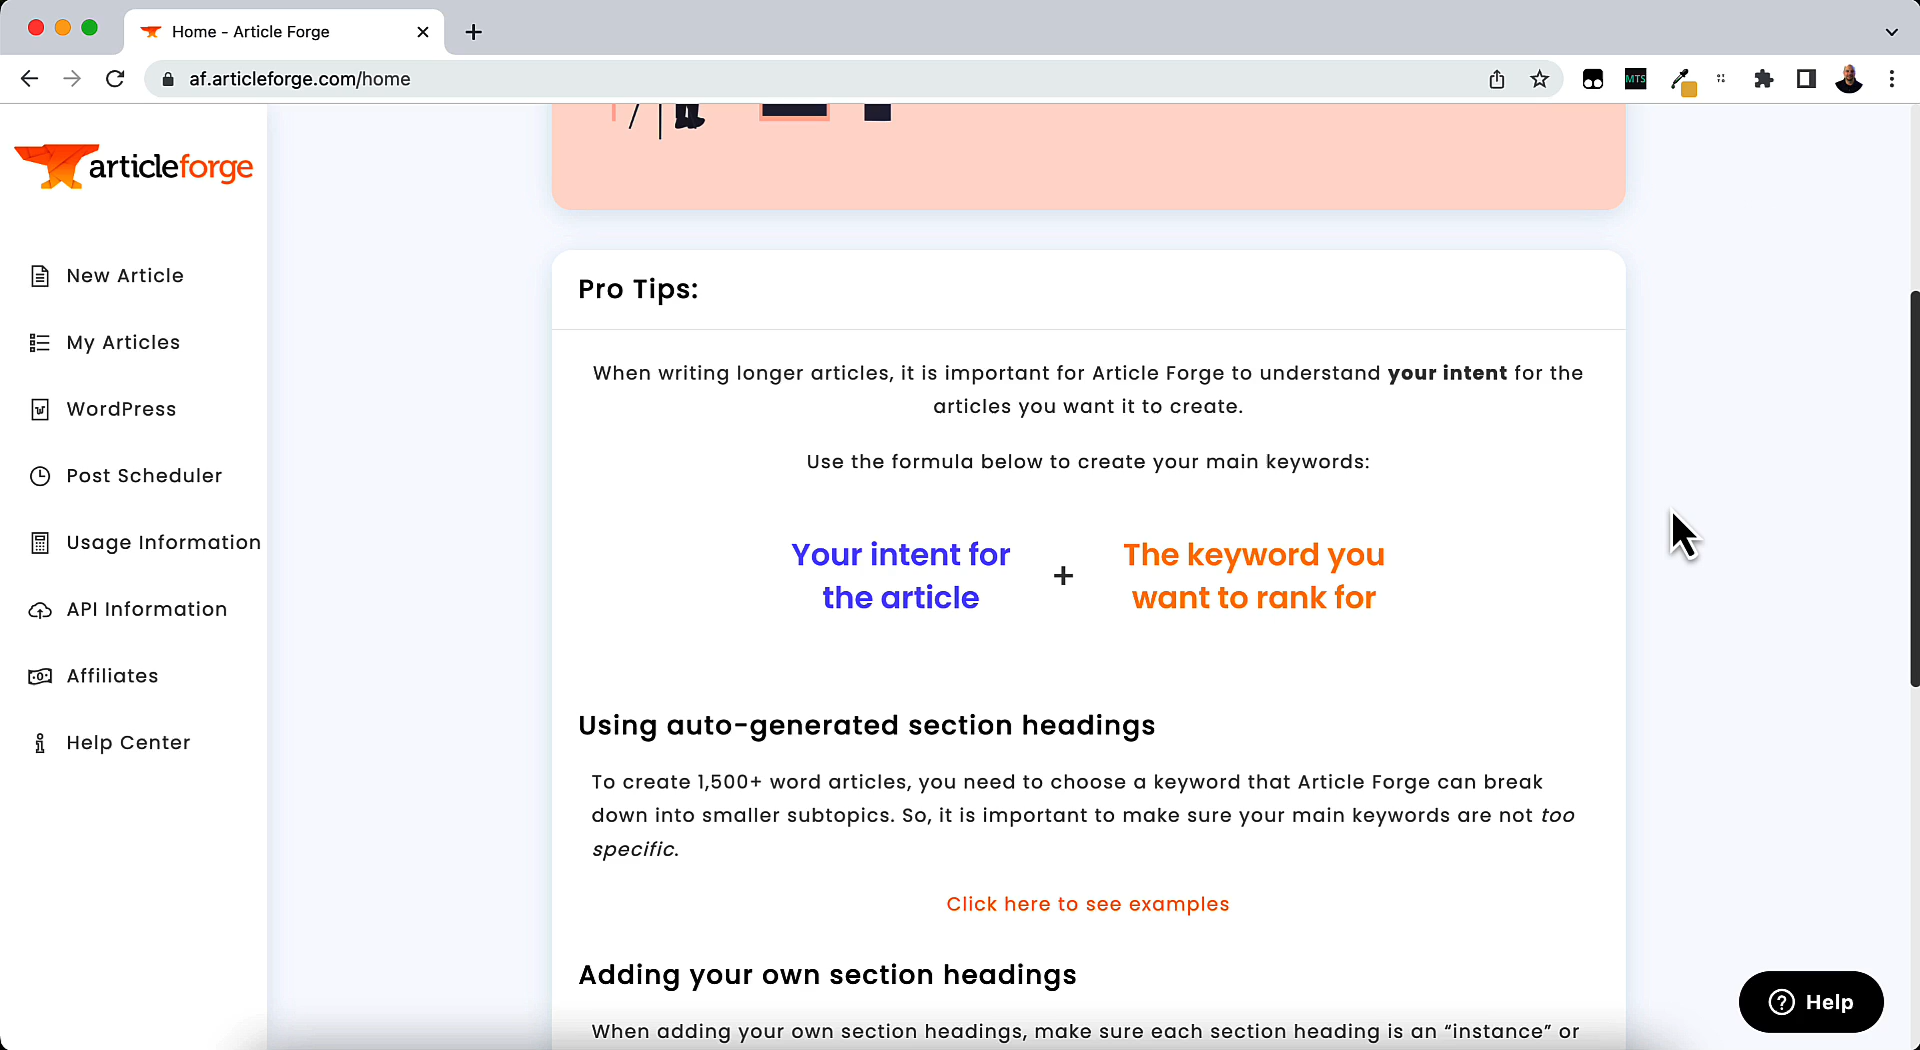 Home - Article Forge
af.articleforge.com/home
MTS
articleforge
New Article
My Articles
WordPress
Post Scheduler
Usage Information
API Information
Affiliates
Help Center
Pro Tips:
When writing longer articles, it is important for Article Forge to understand your intent for the
articles you want it to create.
Use the formula below to create your main keywords:
Your intent for
the article
+
The keyword you
want to rank for
Using auto-generated section headings
To create 1,500+ word articles, you need to choose a keyword that Article Forge can break
down into smaller subtopics. So, it is important to make sure your main keywords are not too
specific.
Click here to see examples
Adding your own section headings
When adding your own section headings, make sure each section heading is an “instance” or
Help